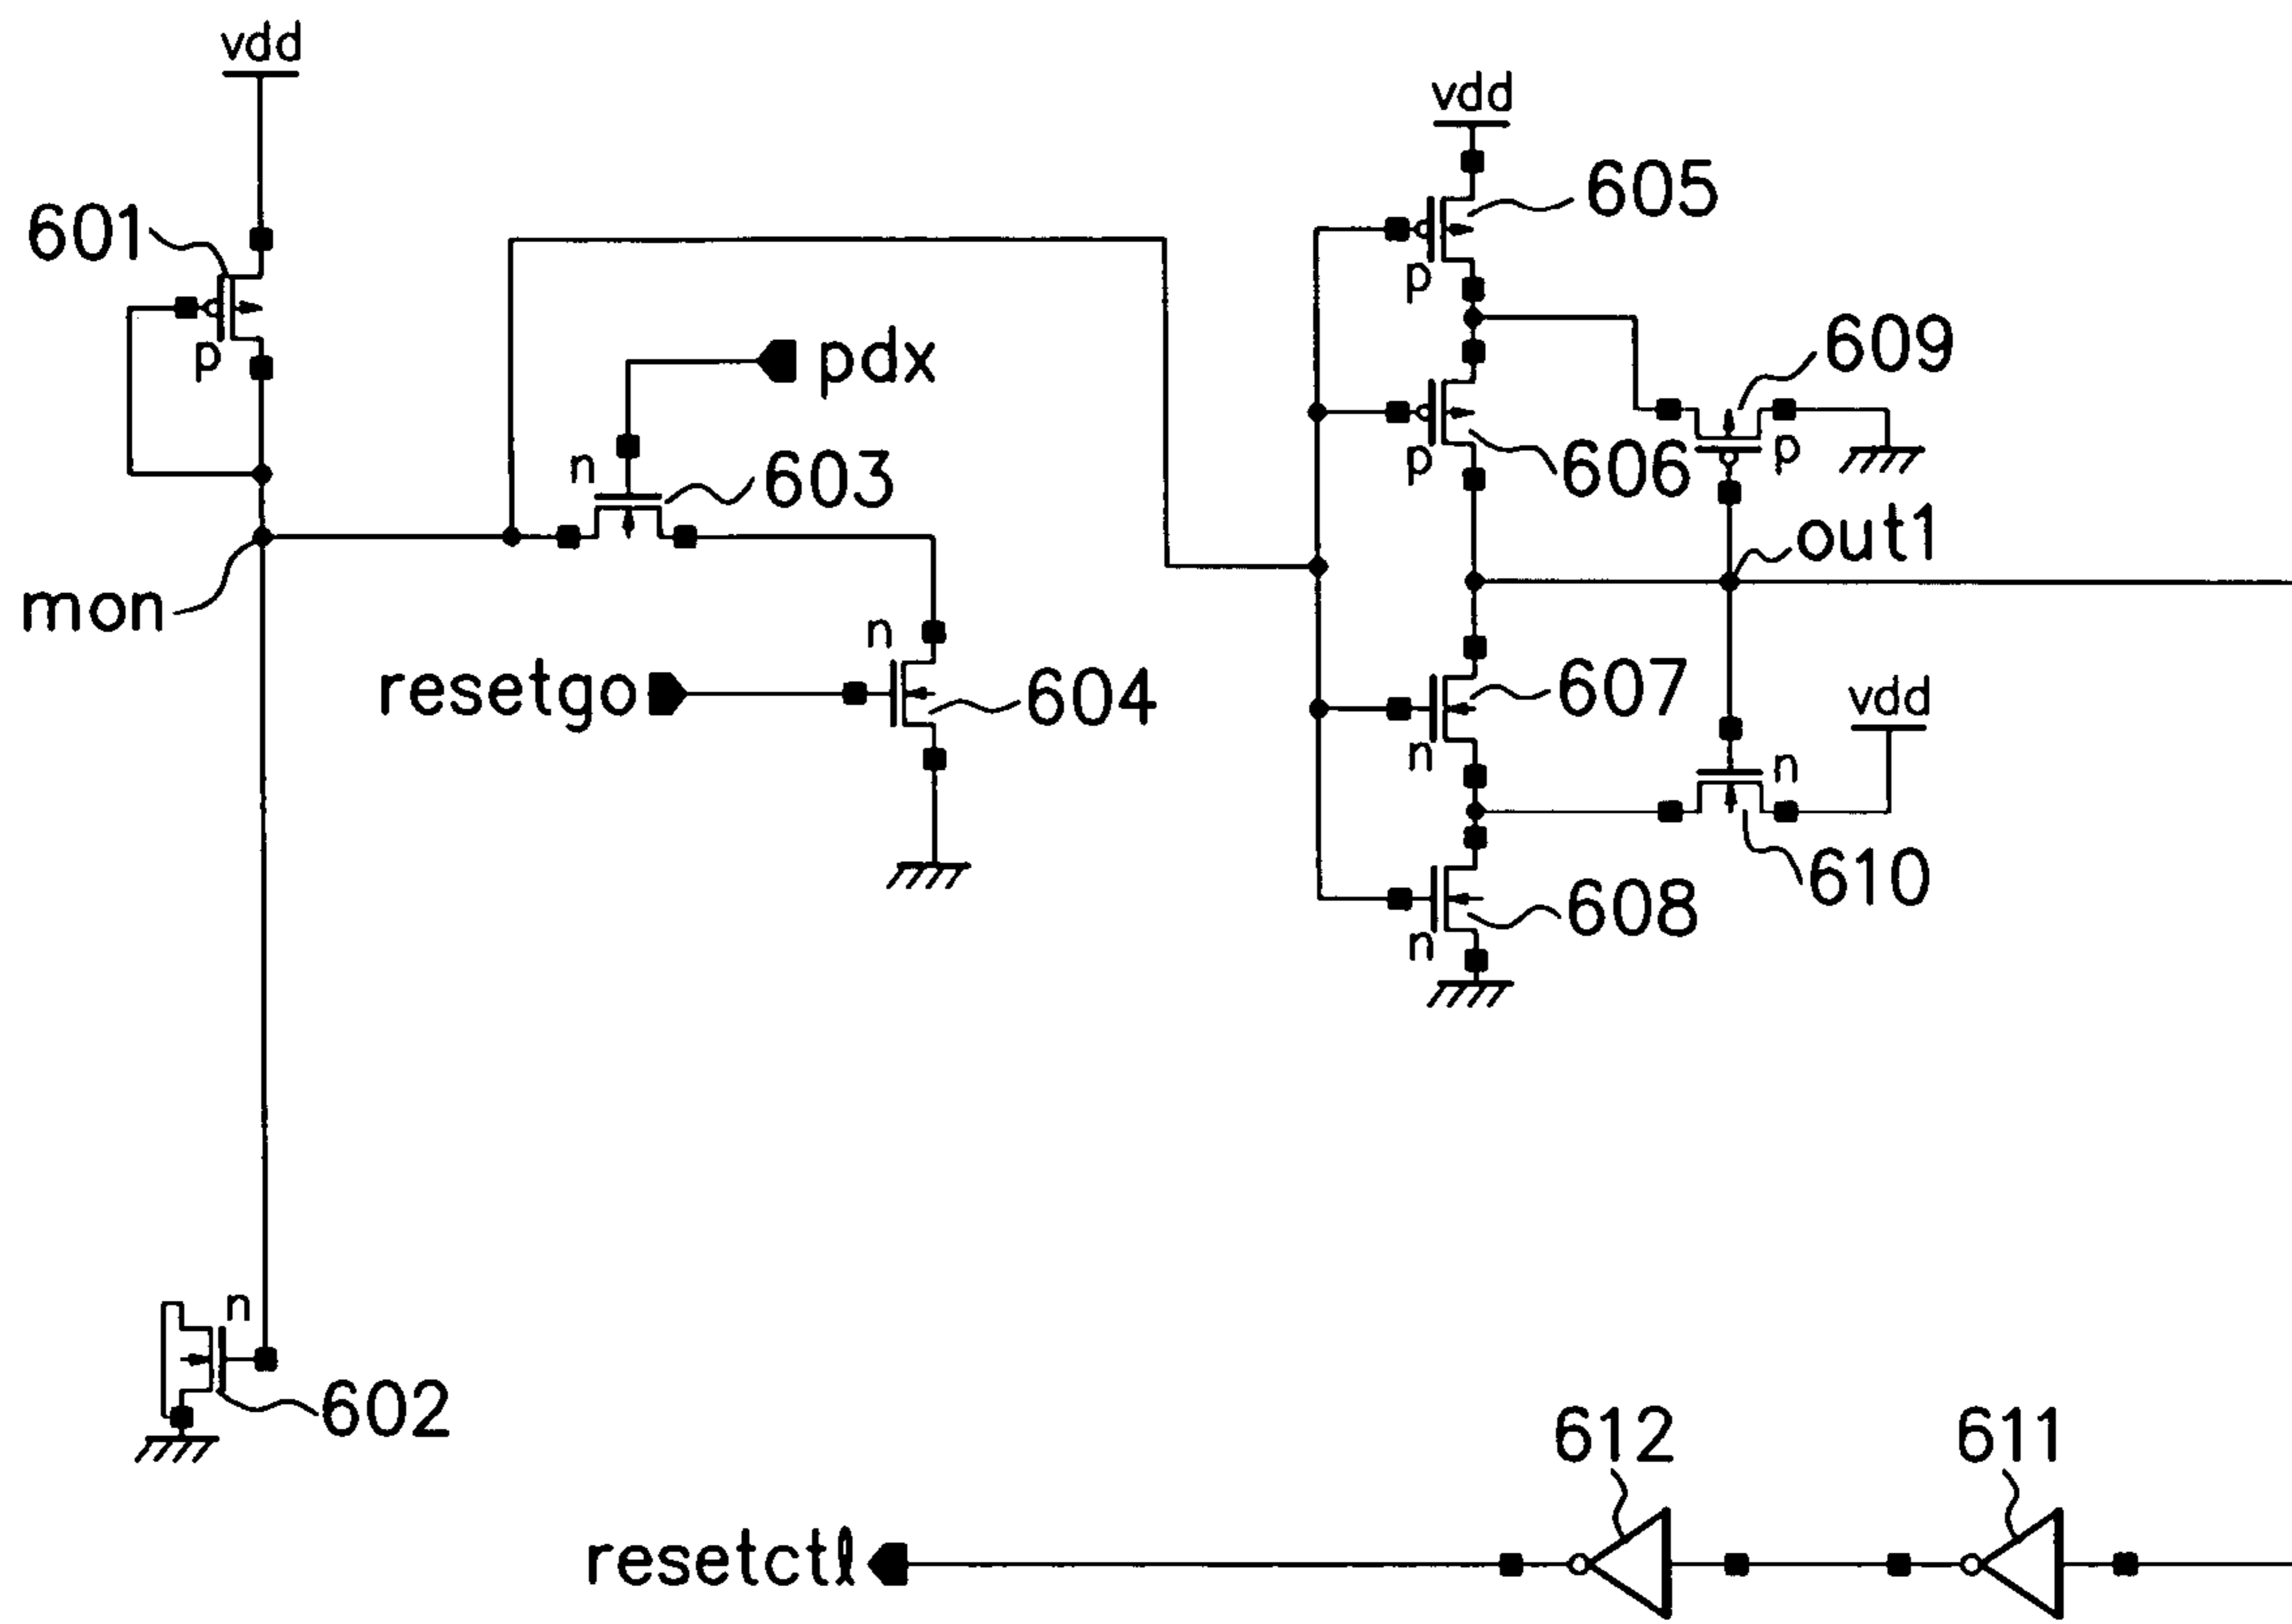 vdd
vdd
601
605
p
p
pdx
609
n
603
p
606
p
mon
out1
n
resetgo
604
607
vdd
n
n
610
608
n
n
602
612
611
resetctl